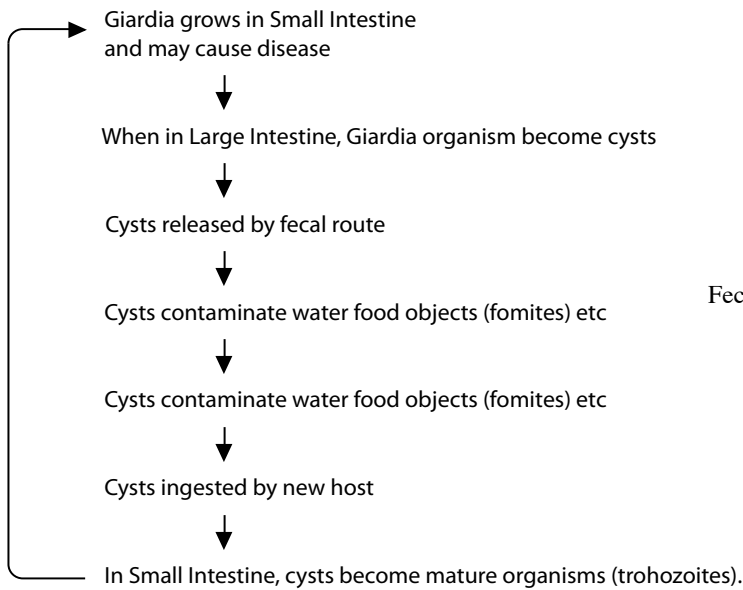 Giardia grows in Small Intestine
and may cause disease
When in Large Intestine, Giardia organism become cysts
Cysts released by fecal route
Cysts contaminate water food objects (fomites) etc
Fec
Cysts contaminate water food objects (fomites) etc
Cysts ingested by new host
In Small Intestine, cysts become mature organisms (trohozoites).